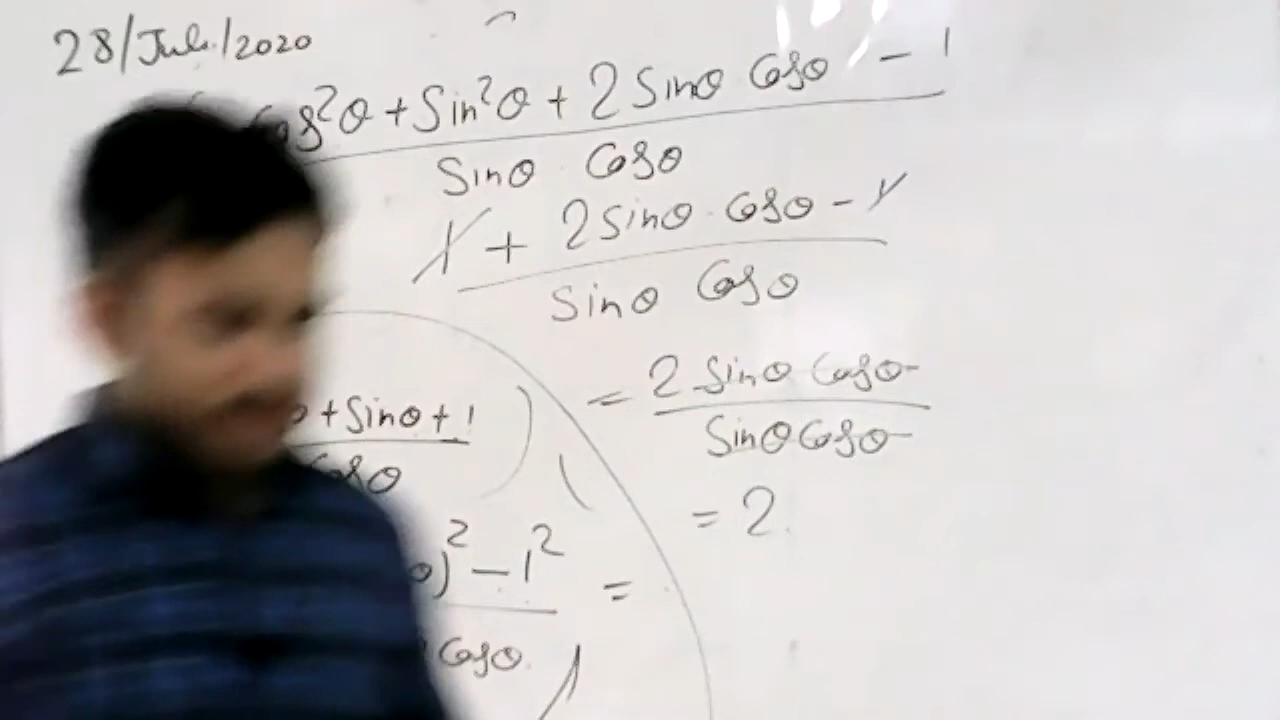 28/Jul./2020
Cos²θ + Sin²θ + 2 Sinθ Cosθ - 1
Sinθ Cosθ
1 + 2 Sinθ Cosθ - 1
Sinθ Cosθ
= 2 Sinθ Cosθ
Sinθ Cosθ
= 2
+ Sinθ + 1
Cosθ
)² - 1² =
Cosθ